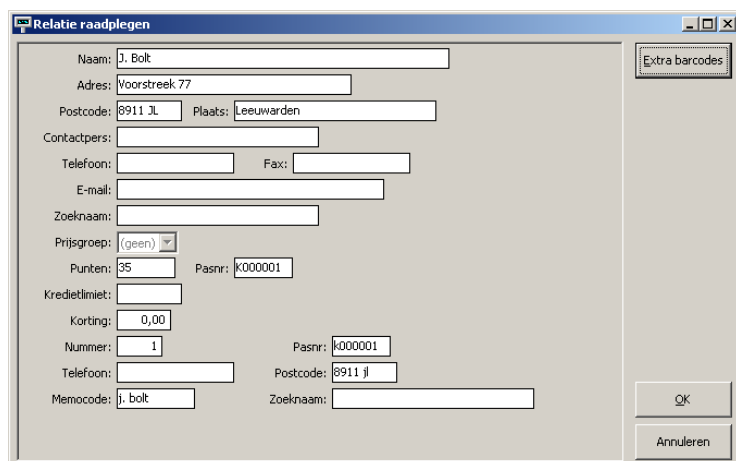 Relatie raadplegen
Naam: J. Bolt
Extra barcodes
Adres: Voorstreek 77
Postcode: 8911 JL Plaats: Leeuwarden
Contactpers:
Telefoon: Fax:
E-mail:
Zoeknaam:
Prijsgroep: (geen)
Punten: 35 Pasnr: K000001
Kredietlimiet:
Korting: 0,00
Nummer: 1 Pasnr: k000001
Telefoon: Postcode: 8911 jl
Memocode: j. bolt Zoeknaam:
OK
Annuleren